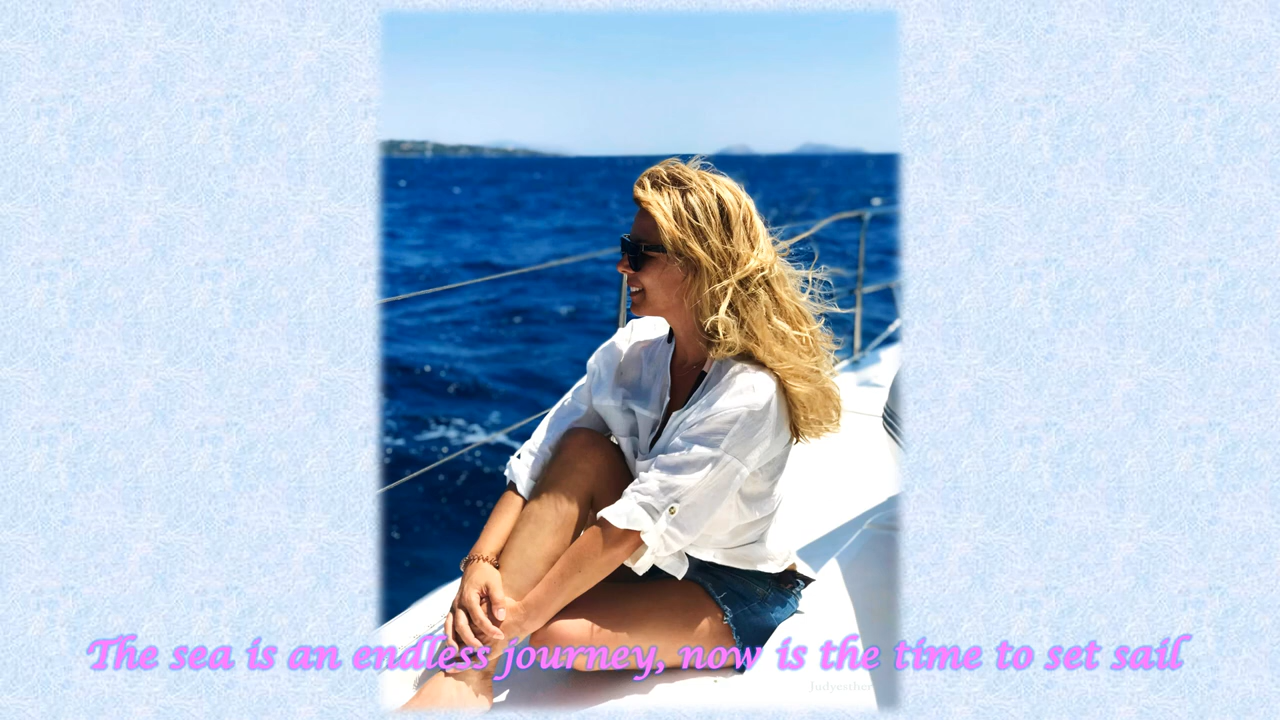 The sea is an endless journey, now is the time to set sail
Judyesther